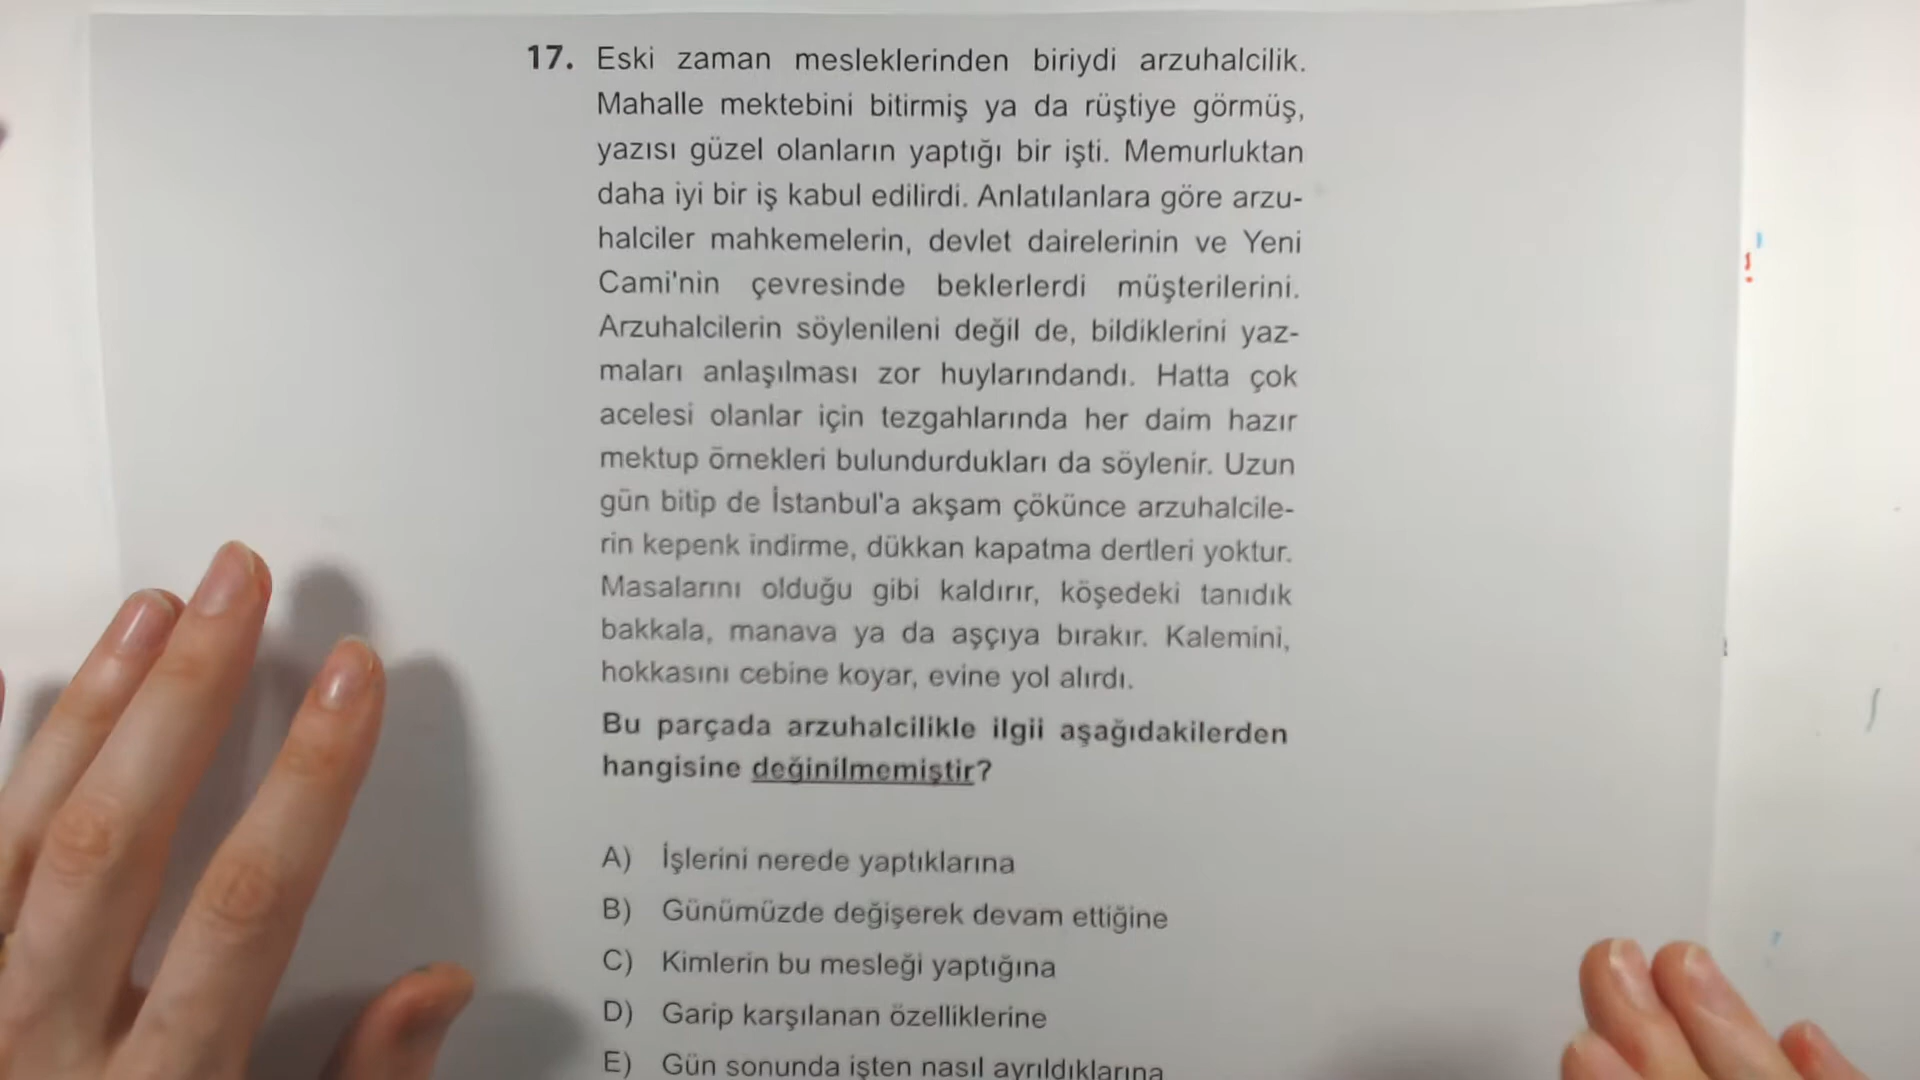 17. Eski zaman mesleklerinden biriydi arzuhalcilik.
Mahalle mektebini bitirmiş ya da rüştiye görmüş,
yazısı güzel olanların yaptığı bir işti. Memurluktan
daha iyi bir iş kabul edilirdi. Anlatılanlara göre arzu-
halciler mahkemelerin, devlet dairelerinin ve Yeni
Cami'nin çevresinde beklerlerdi müşterilerini.
Arzuhalcilerin söylenileni değil de, bildiklerini yaz-
maları anlaşılması zor huylarındandı. Hatta çok
acelesi olanlar için tezgahlarında her daim hazır
mektup örnekleri bulundurdukları da söylenir. Uzun
gün bitip de İstanbul'a akşam çökünce arzuhalcile-
rin kepenk indirme, dükkan kapatma dertleri yoktur.
Masalarını olduğu gibi kaldırır, köşedeki tanıdık
bakkala, manava ya da aşçıya bırakır. Kalemini,
hokkasını cebine koyar, evine yol alırdı.
Bu parçada arzuhalcilikle ilgii aşağıdakilerden
hangisine değinilmemiştir?
A) İşlerini nerede yaptıklarına
B) Günümüzde değişerek devam ettiğine
C) Kimlerin bu mesleği yaptığına
D) Garip karşılanan özelliklerine
E) Gün sonunda işten nasıl ayrıldıklarına